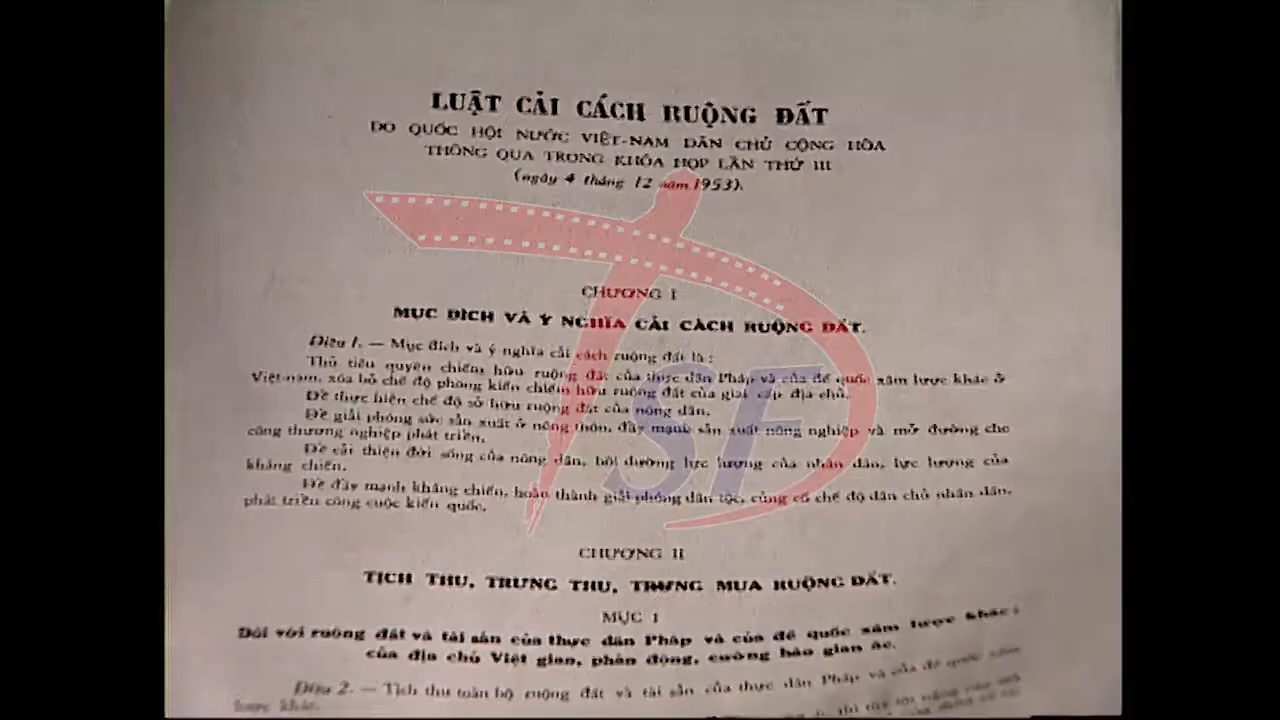 LUẬT CẢI CÁCH RUỘNG ĐẤT
DO QUỐC HỘI NƯỚC VIỆT-NAM DÂN CHỦ CỘNG HÒA
THÔNG QUA TRONG KHÓA HỌP LẦN THỨ III
(ngày 4 tháng 12 năm 1953).
CHƯƠNG I
MỤC ĐÍCH VÀ Ý NGHĨA CẢI CÁCH RUỘNG ĐẤT.
Điều 1. — Mục đích và ý nghĩa cải cách ruộng đất là :
Thủ tiêu quyền chiếm hữu ruộng đất của thực dân Pháp và của đế quốc xâm lược khác ở
Việt-nam, xóa bỏ chế độ phong kiến chiếm hữu ruộng đất của giai cấp địa chủ.
Để thực hiện chế độ sở hữu ruộng đất của nông dân.
Để giải phóng sức sản xuất ở nông thôn, đẩy mạnh sản xuất nông nghiệp và mở đường cho
công thương nghiệp phát triển.
Để cải thiện đời sống của nông dân, bồi dưỡng lực lượng của nhân dân, lực lượng của
kháng chiến.
Để đẩy mạnh kháng chiến, hoàn thành giải phóng dân tộc, củng cố chế độ dân chủ nhân dân,
phát triển công cuộc kiến quốc.
SF
CHƯƠNG II
TỊCH THU, TRƯNG THU, TRƯNG MUA RUỘNG ĐẤT.
MỤC I
Đối với ruộng đất và tài sản của thực dân Pháp và của đế quốc xâm lược khác ;
của địa chủ Việt gian, phản động, cường hào gian ác.
Điều 2. — Tịch thu toàn bộ ruộng đất và tài sản của thực dân Pháp và của đế quốc xâm
lược khác.